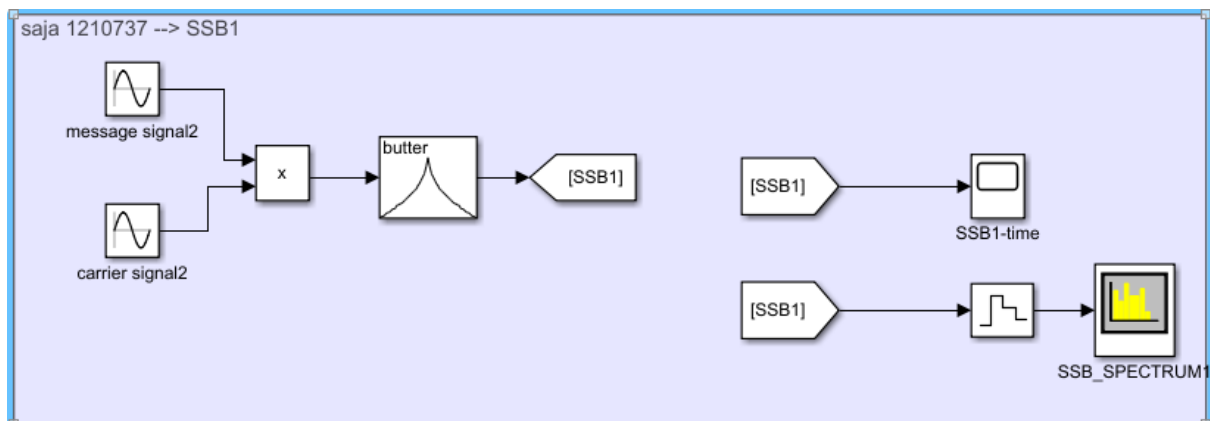 saja 1210737 --> SSB1
message signal2
x
butter
[SSB1]
carrier signal2
[SSB1]
SSB1-time
[SSB1]
SSB_SPECTRUM1